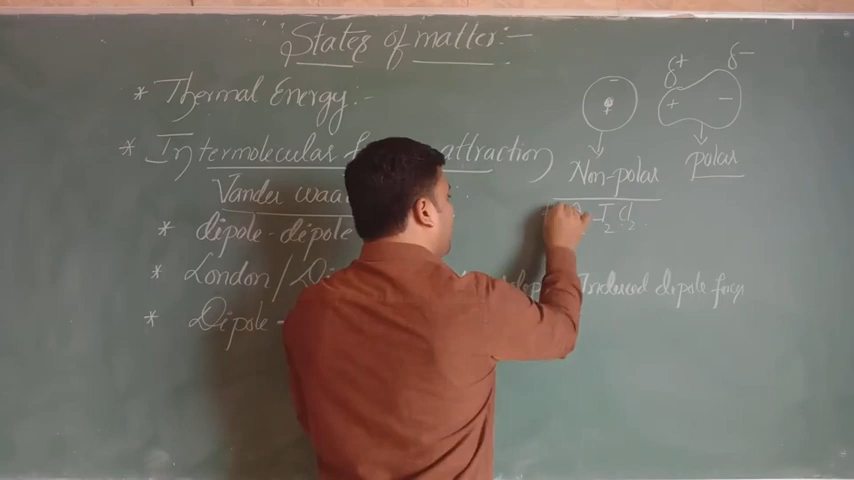 States of matter:-
* Thermal Energy:-
* Intermolecular attraction
Vander
* dipole-dipole
* London/ Induced dipole forces
* Dipole-
δ+ δ-
- + + -
Non-polar polar
I2 Cl2